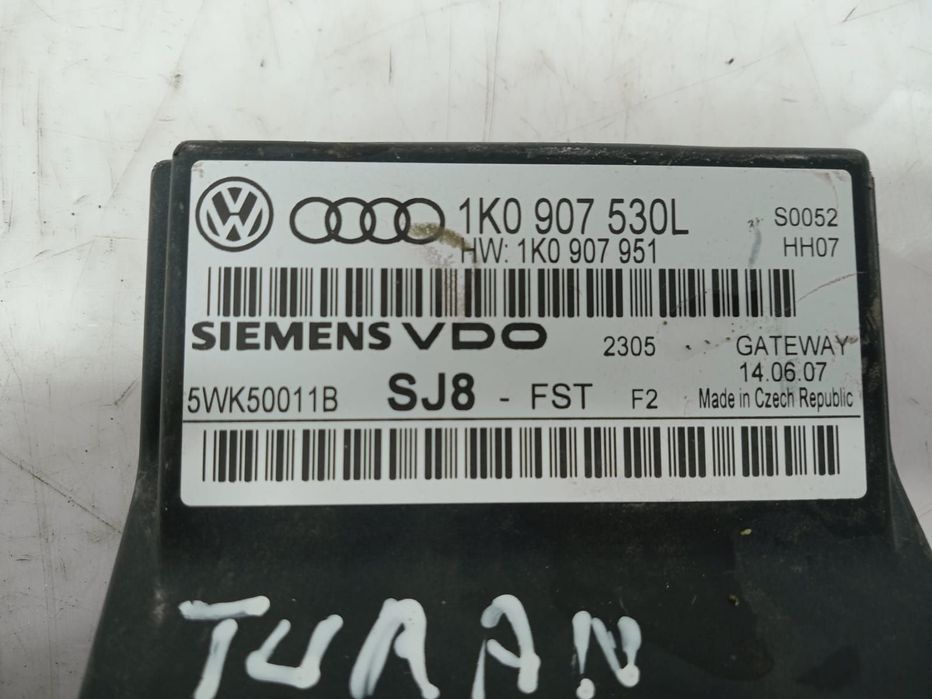 1K0 907 530L S0052
HW: 1K0 907 951 HH07
SIEMENS VDO 2305 GATEWAY
14.06.07
5WK50011B SJ8 - FST F2 Made in Czech Republic
TURAN